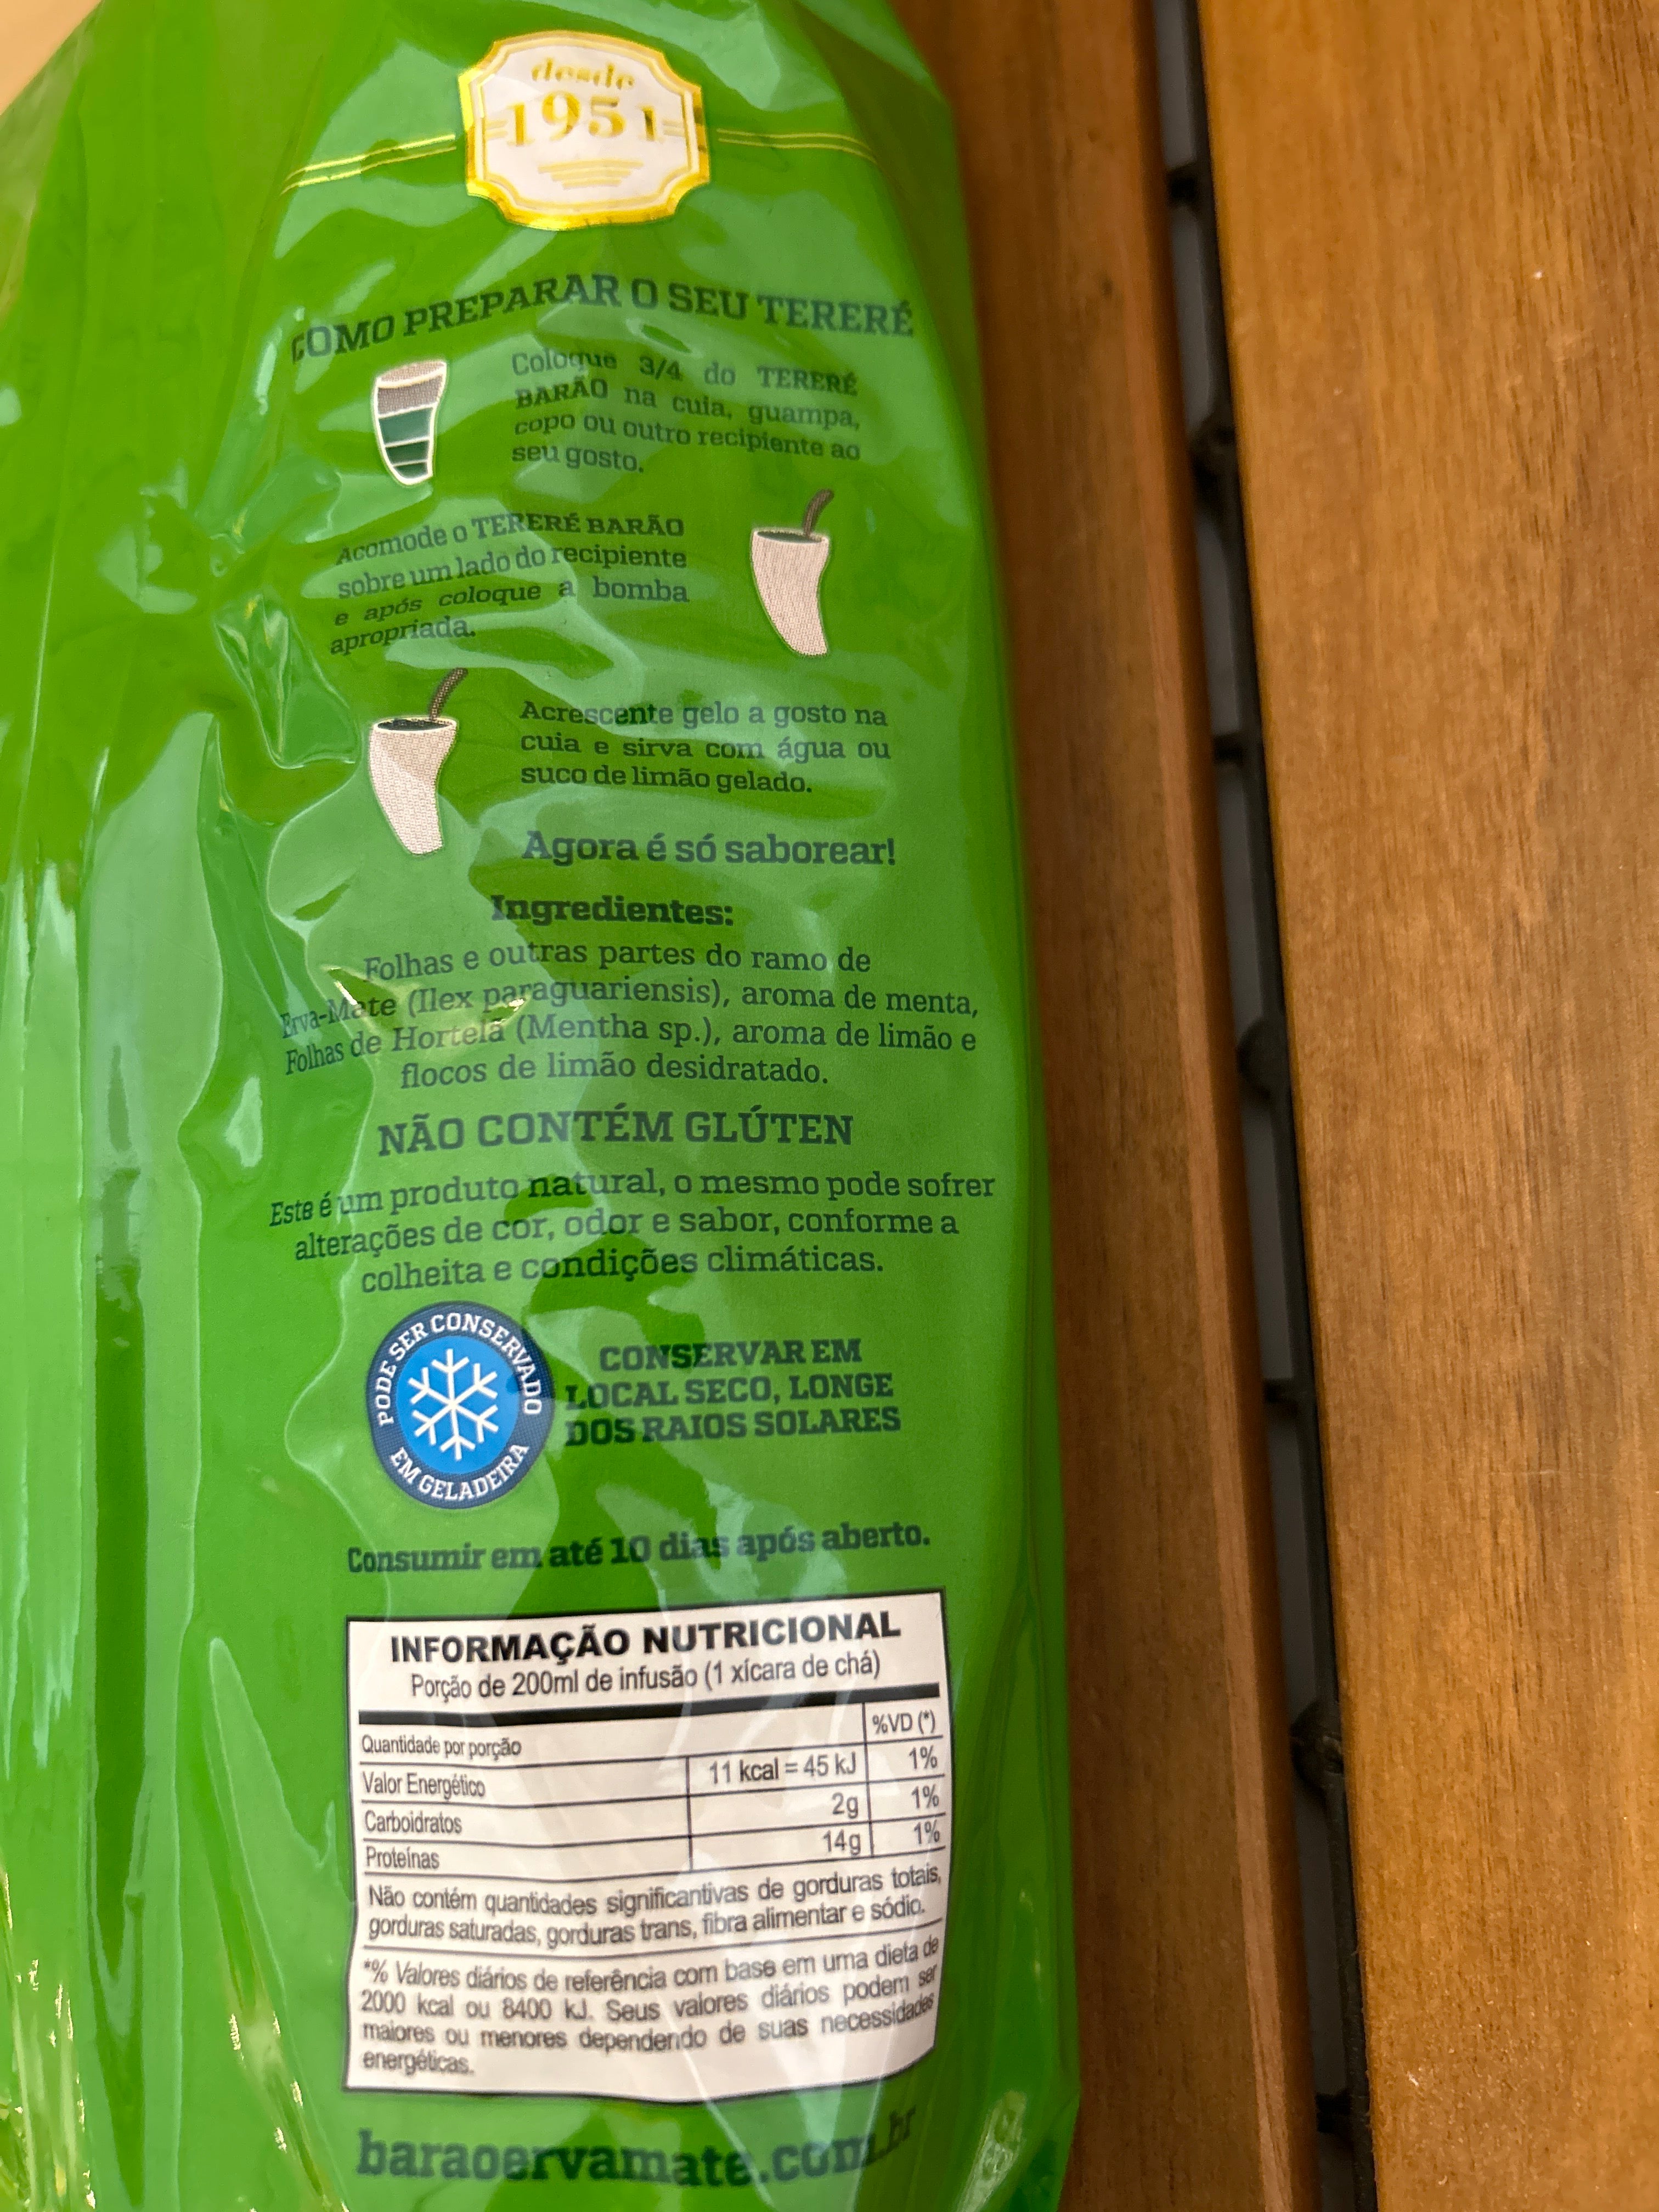 desde
1951
COMO PREPARAR O SEU TERERÉ
Coloque 3/4 do TERERÉ
BARÃO na cuia, guampa,
copo ou outro recipiente ao
seu gosto.
Acomode o TERERÉ BARÃO
sobre um lado do recipiente
e após coloque a bomba
apropriada.
Acrescente gelo a gosto na
cuia e sirva com água ou
suco de limão gelado.
Agora é só saborear!
Ingredientes:
Folhas e outras partes do ramo de
Erva-Mate (Ilex paraguariensis), aroma de menta,
Folhas de Hortelã (Mentha sp.), aroma de limão e
flocos de limão desidratado.
NÃO CONTÉM GLÚTEN
Este é um produto natural, o mesmo pode sofrer
alterações de cor, odor e sabor, conforme a
colheita e condições climáticas.
PODE SER CONSERVADO
EM GELADEIRA
CONSERVAR EM
LOCAL SECO, LONGE
DOS RAIOS SOLARES
Consumir em até 10 dias após aberto.
INFORMAÇÃO NUTRICIONAL
Porção de 200ml de infusão (1 xícara de chá)
Quantidade por porção %VD (*)
Valor Energético 11 kcal = 45 kJ 1%
Carboidratos 2g 1%
Proteínas 14g 1%
Não contém quantidades significantivas de gorduras totais,
gorduras saturadas, gorduras trans, fibra alimentar e sódio.
*% Valores diários de referência com base em uma dieta de
2000 kcal ou 8400 kJ. Seus valores diários podem ser
maiores ou menores dependendo de suas necessidades
energéticas.
baraoervamate.com.br